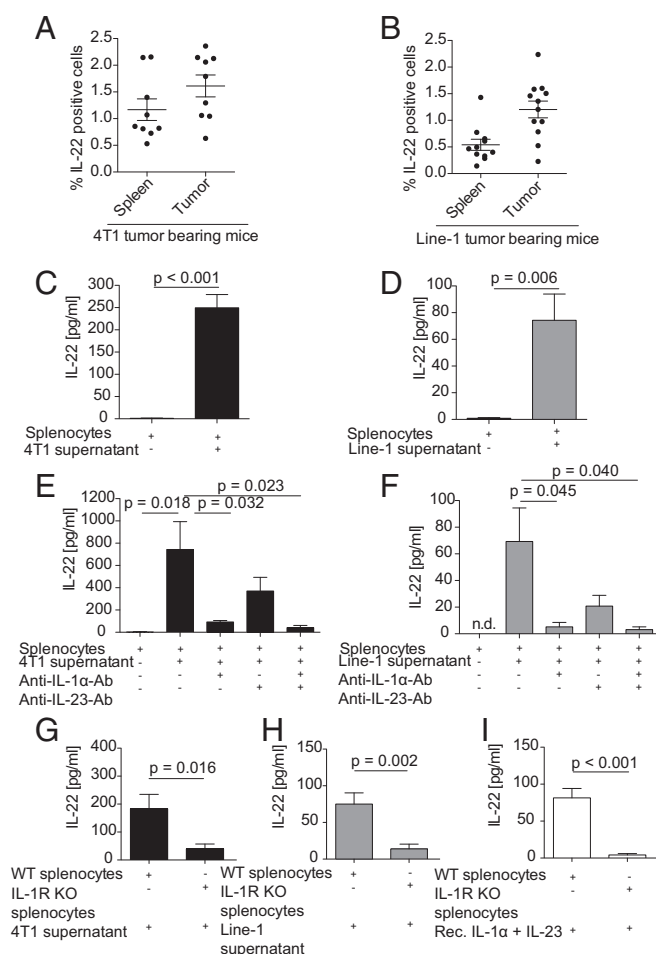 A
% IL-22 positive cells
2.5
2.0
1.5
1.0
0.5
0.0
Spleen
Tumor
4T1 tumor bearing mice
B
% IL-22 positive cells
2.5
2.0
1.5
1.0
0.5
0.0
Spleen
Tumor
Line-1 tumor bearing mice
C
p < 0.001
IL-22 [pg/ml]
300
250
200
150
100
50
0
Splenocytes + +
4T1 supernatant - +
D
p = 0.006
IL-22 [pg/ml]
100
80
60
40
20
0
Splenocytes + +
Line-1 supernatant - +
E
p = 0.023
p = 0.018 p = 0.032
IL-22 [pg/ml]
1200
1000
800
600
400
200
0
Splenocytes + + + + +
4T1 supernatant - + + + +
Anti-IL-1α-Ab - - + - +
Anti-IL-23-Ab - - - + +
F
p = 0.040
p = 0.045
IL-22 [pg/ml]
100
80
60
40
20
0
n.d.
Splenocytes + + + + +
Line-1 supernatant - + + + +
Anti-IL-1α-Ab - - + - +
Anti-IL-23-Ab - - - + +
G
p = 0.016
IL-22 [pg/ml]
400
300
200
100
0
WT splenocytes + -
IL-1R KO - +
splenocytes
4T1 supernatant + +
H
p = 0.002
IL-22 [pg/ml]
150
100
50
0
WT splenocytes + -
IL-1R KO - +
splenocytes
Line-1 + +
supernatant
I
p < 0.001
IL-22 [pg/ml]
150
100
50
0
WT splenocytes + -
IL-1R KO - +
splenocytes
Rec. IL-1α + IL-23 + +